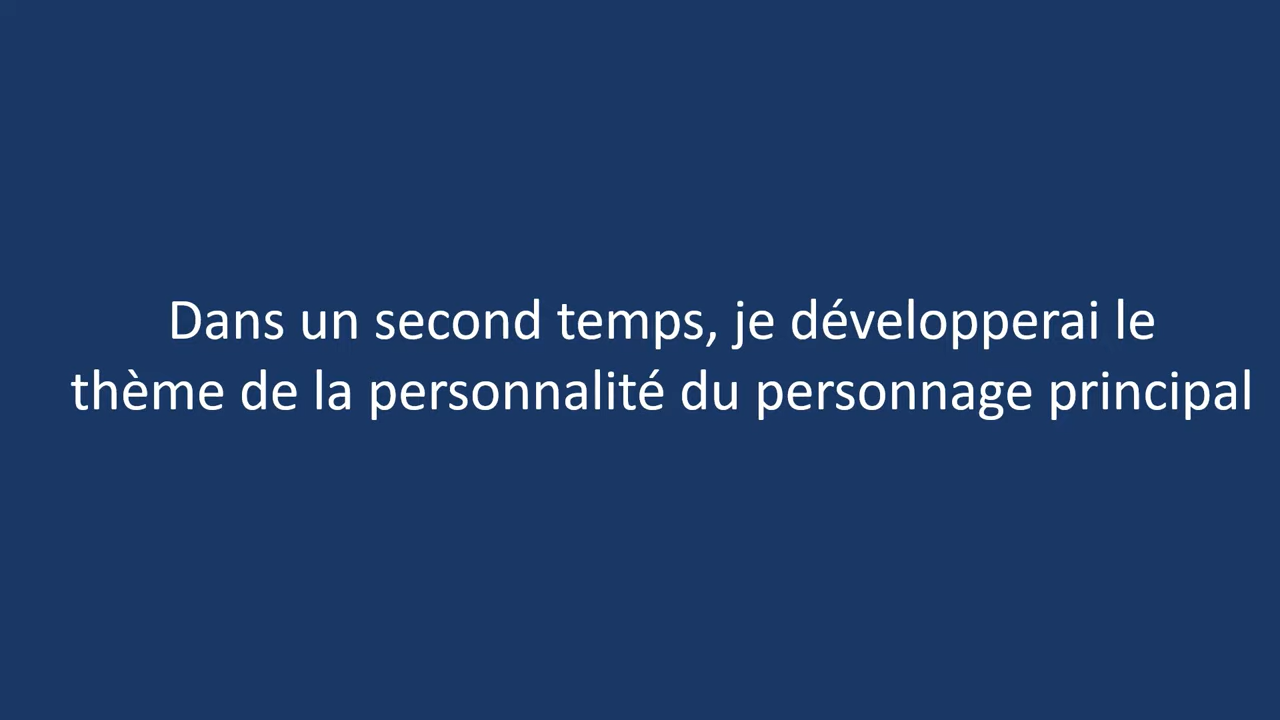 Dans un second temps, je développerai le
thème de la personnalité du personnage principal